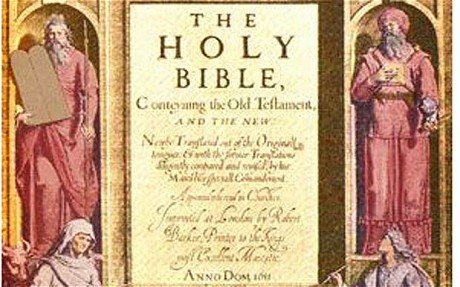 THE
HOLY
BIBLE,
Conteyning the Old Testament,
AND THE NEW:
Newly Translated out of the Originall
tongues: & with the former Translations
diligently compared and revised, by his
Maiesties speciall Comandement.
Appointed to be read in Churches.
Imprinted at London by Robert
Barker, Printer to the Kings
most Excellent Maiestie.
ANNO DOM. 1611